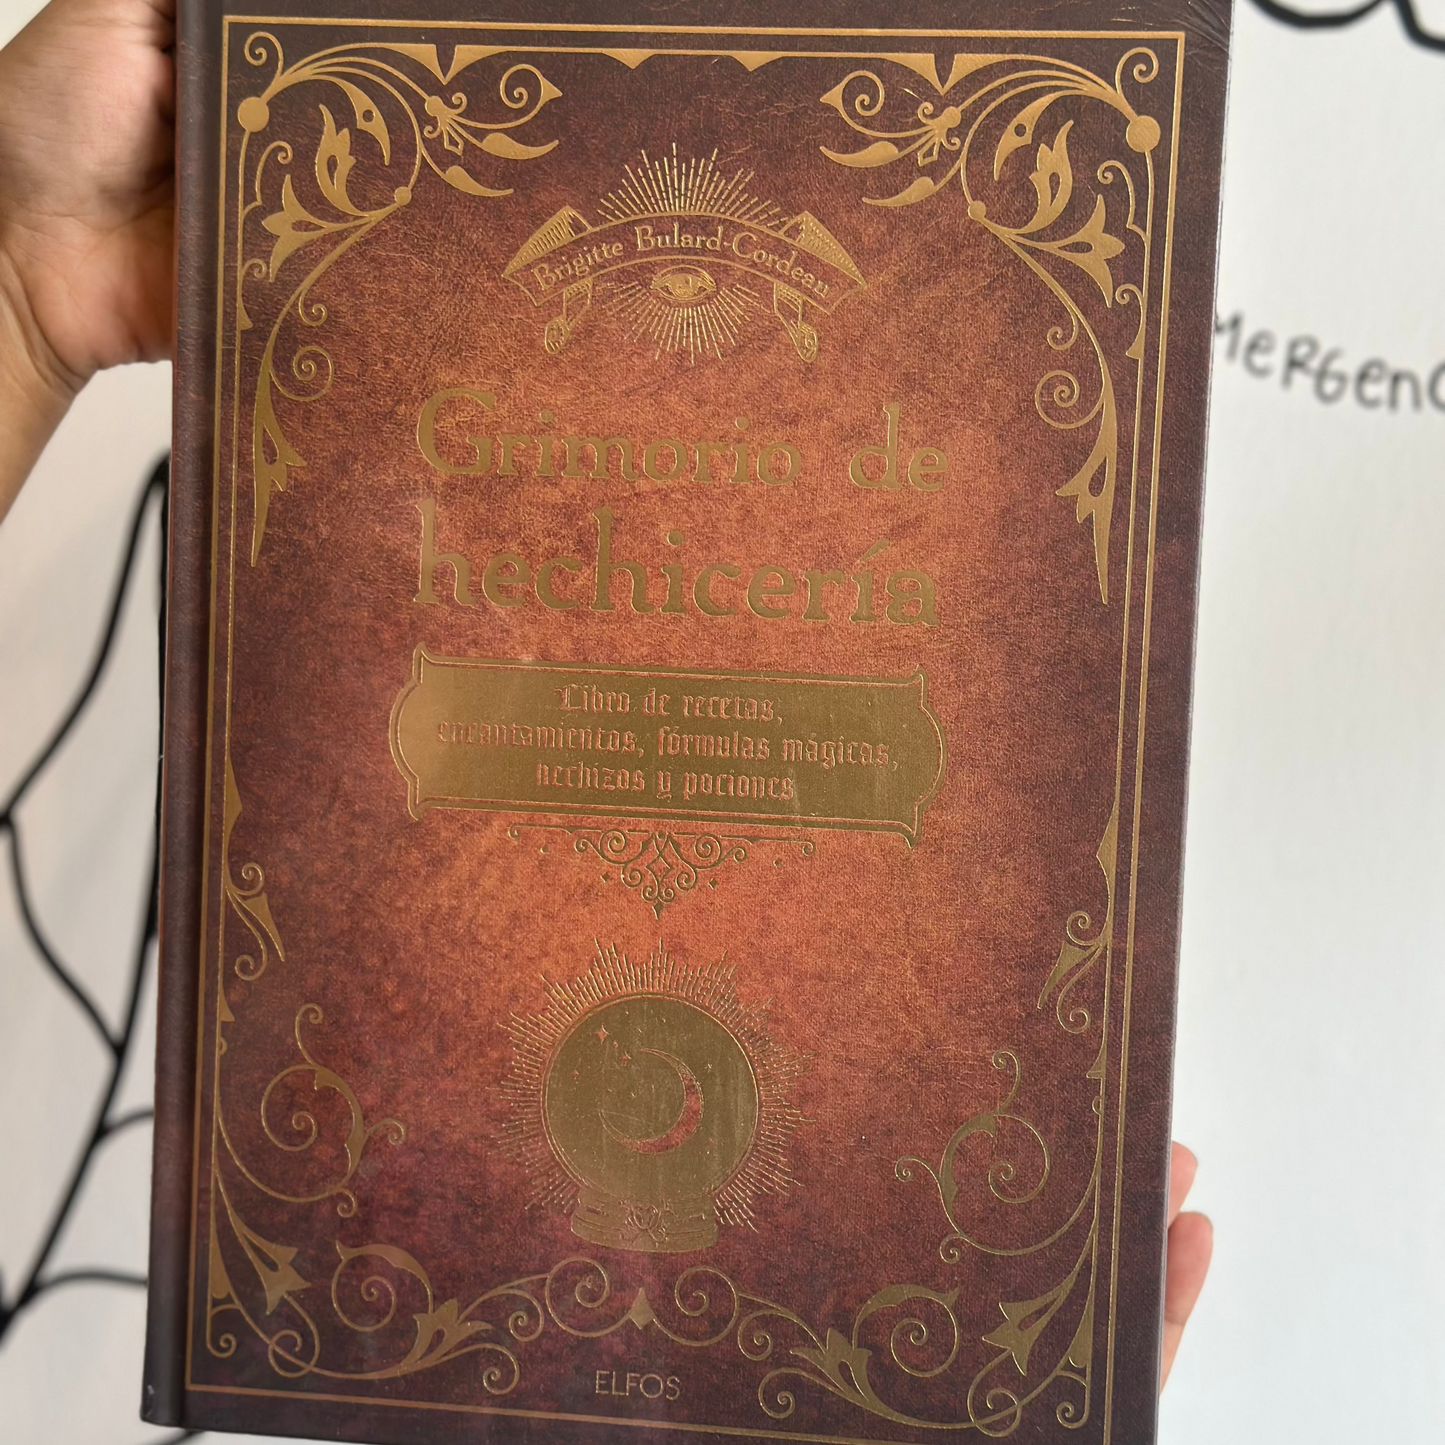 Brigitte Bulard-Cordeau
Grimorio de
hechicería
Libro de recetas,
encantamientos, fórmulas mágicas,
hechizos y pociones
ELFOS